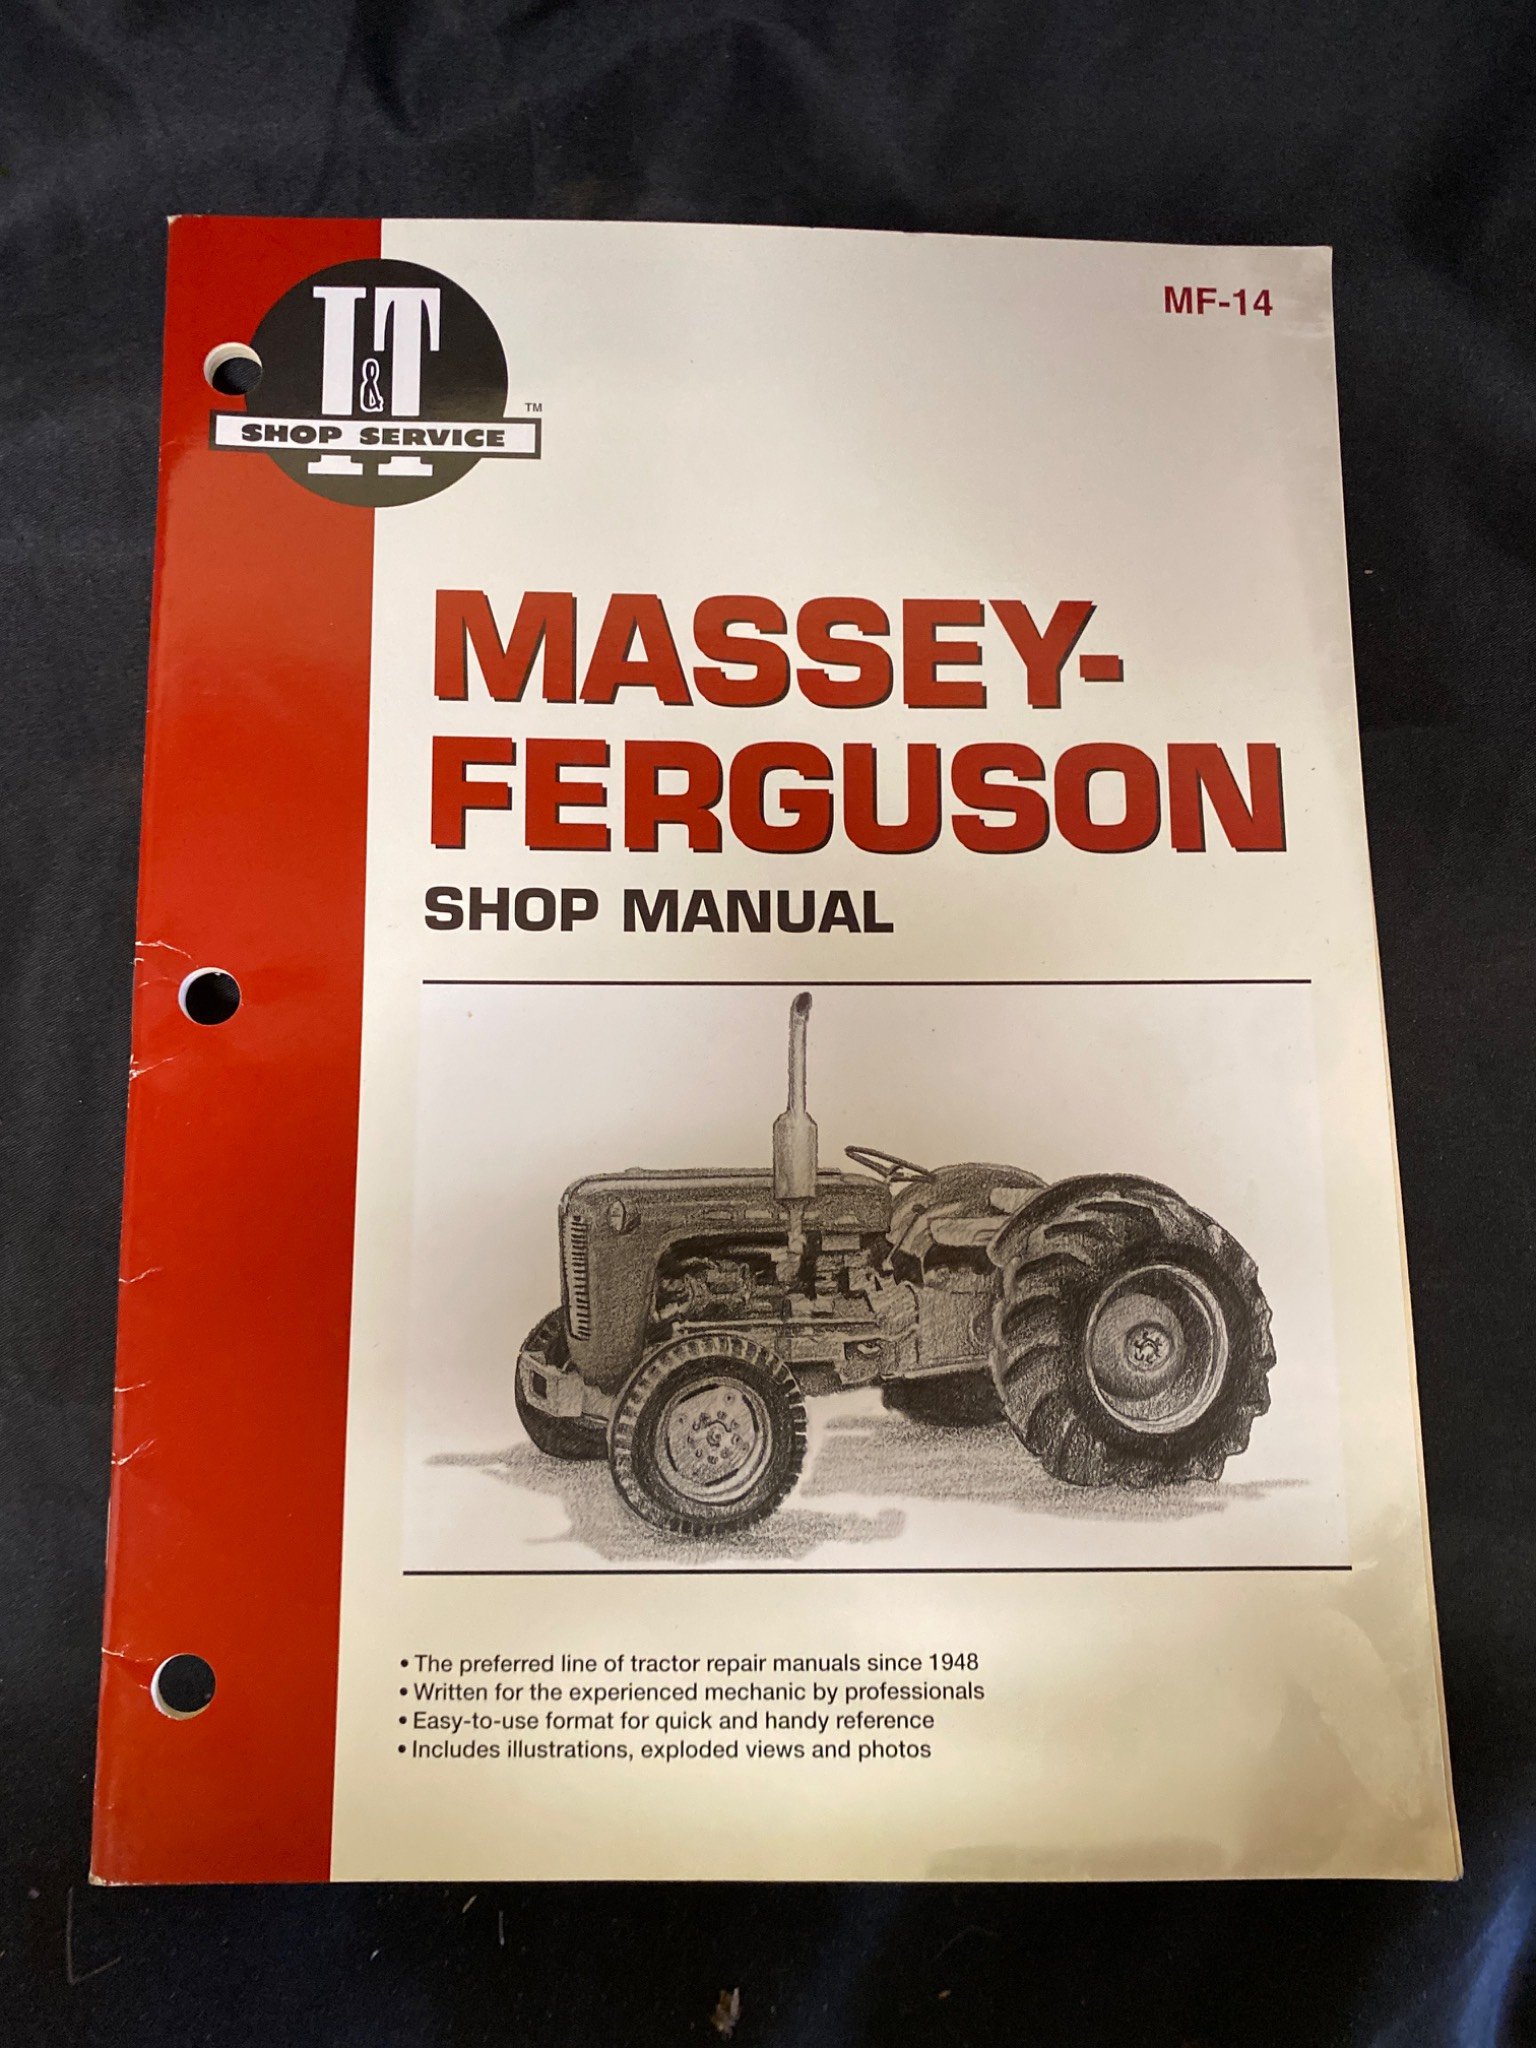 MF-14
I&T
TM
SHOP SERVICE
MASSEY-
FERGUSON
SHOP MANUAL
• The preferred line of tractor repair manuals since 1948
• Written for the experienced mechanic by professionals
• Easy-to-use format for quick and handy reference
• Includes illustrations, exploded views and photos